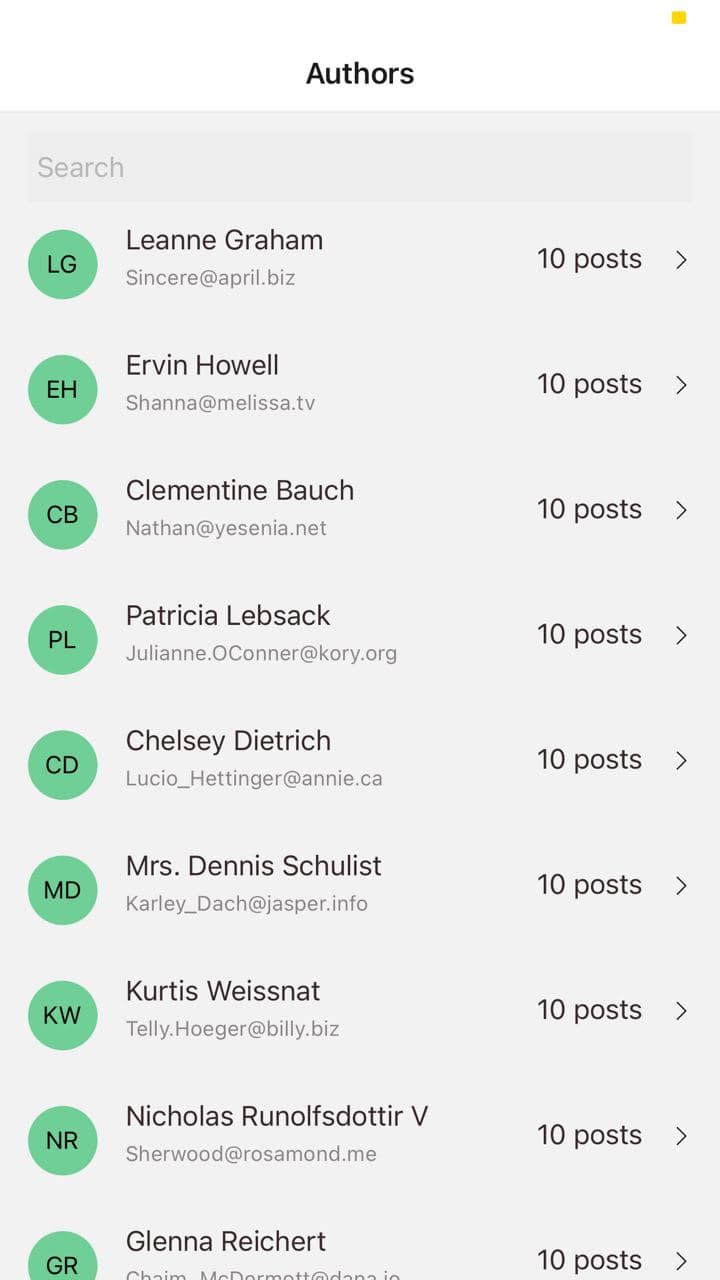 Authors
Search
LG
Leanne Graham
Sincere@april.biz
10 posts
EH
Ervin Howell
Shanna@melissa.tv
10 posts
CB
Clementine Bauch
Nathan@yesenia.net
10 posts
PL
Patricia Lebsack
Julianne.OConner@kory.org
10 posts
CD
Chelsey Dietrich
Lucio_Hettinger@annie.ca
10 posts
MD
Mrs. Dennis Schulist
Karley_Dach@jasper.info
10 posts
KW
Kurtis Weissnat
Telly.Hoeger@billy.biz
10 posts
NR
Nicholas Runolfsdottir V
Sherwood@rosamond.me
10 posts
GR
Glenna Reichert
Chaim_McDermott@dana.io
10 posts